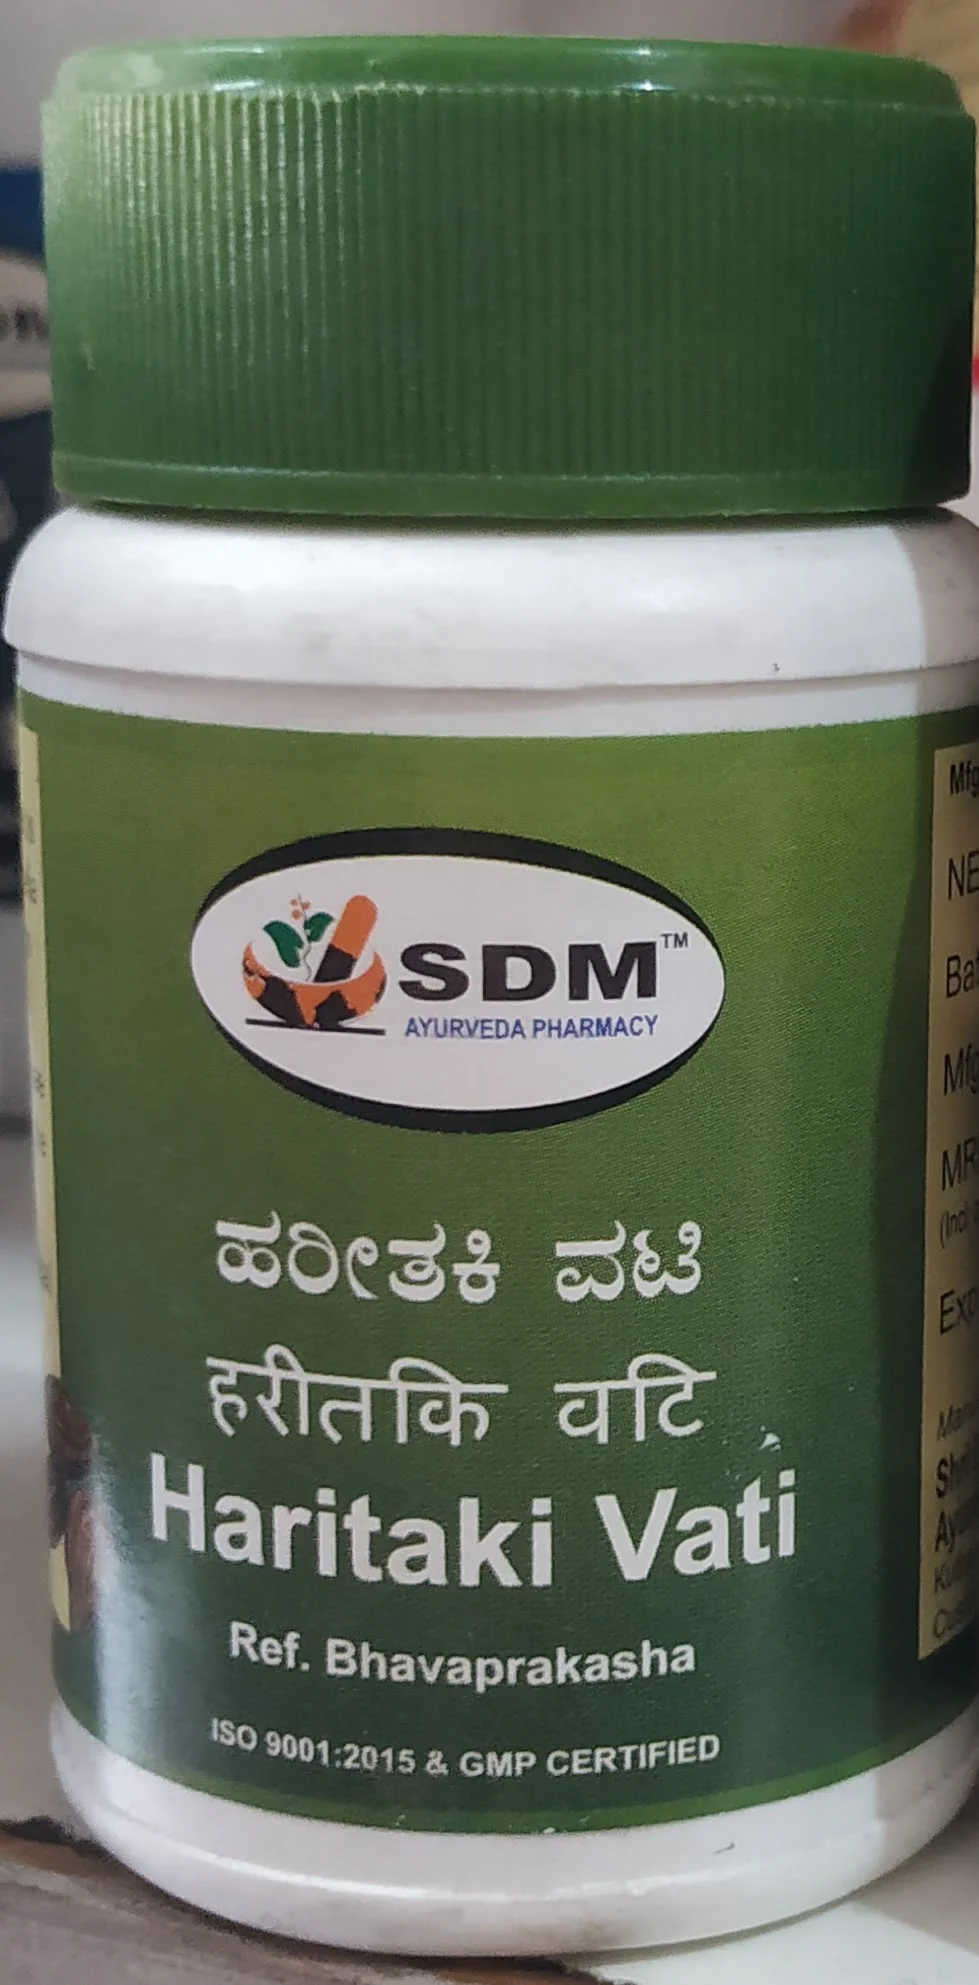 SDM™
AYURVEDA PHARMACY
ಹರೀತಕಿ ವಟಿ
हरीतकि वटि
Haritaki Vati
Ref. Bhavaprakasha
ISO 9001:2015 & GMP CERTIFIED